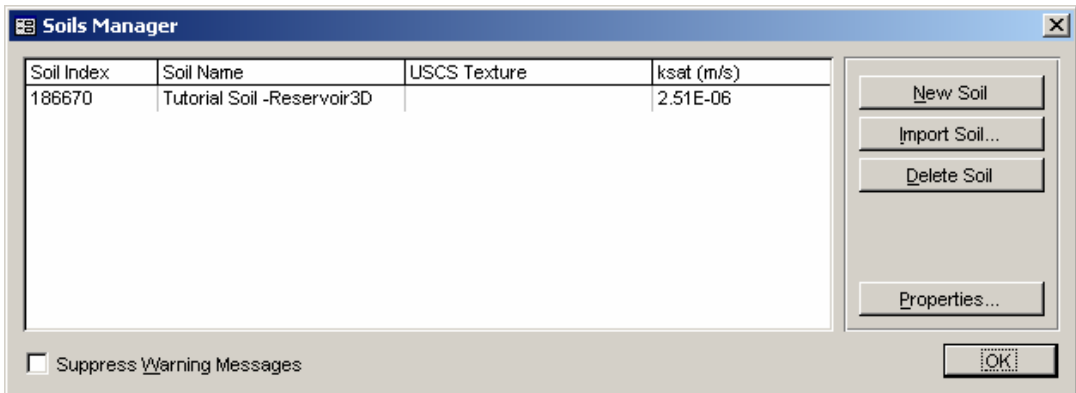 Soils Manager
Soil Index Soil Name USCS Texture ksat (m/s)
186670 Tutorial Soil -Reservoir3D 2.51E-06
New Soil
Import Soil...
Delete Soil
Properties...
Suppress Warning Messages
OK